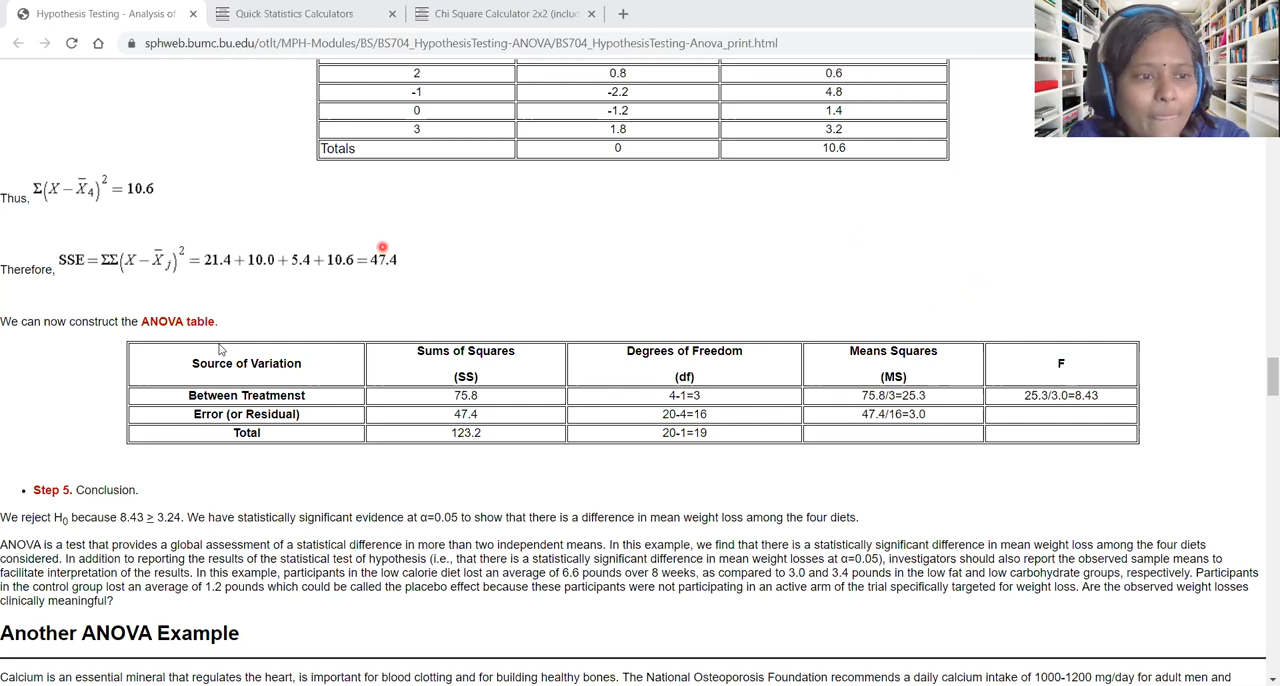 Hypothesis Testing - Analysis of
Quick Statistics Calculators
Chi Square Calculator 2x2 (inclu
sphweb.bumc.bu.edu/otlt/MPH-Modules/BS/BS704_HypothesisTesting-ANOVA/BS704_HypothesisTesting-Anova_print.html
2 0.8 0.6
-1 -2.2 4.8
0 -1.2 1.4
3 1.8 3.2
Totals 0 10.6
Thus, Σ(X − X̄₄)² = 10.6
Therefore, SSE = ΣΣ(X − X̄ⱼ)² = 21.4 + 10.0 + 5.4 + 10.6 = 47.4
We can now construct the ANOVA table.
Source of Variation Sums of Squares (SS) Degrees of Freedom (df) Means Squares (MS) F
Between Treatmenst 75.8 4-1=3 75.8/3=25.3 25.3/3.0=8.43
Error (or Residual) 47.4 20-4=16 47.4/16=3.0
Total 123.2 20-1=19
• Step 5. Conclusion.
We reject H₀ because 8.43 ≥ 3.24. We have statistically significant evidence at α=0.05 to show that there is a difference in mean weight loss among the four diets.
ANOVA is a test that provides a global assessment of a statistical difference in more than two independent means. In this example, we find that there is a statistically significant difference in mean weight loss among the four diets
considered. In addition to reporting the results of the statistical test of hypothesis (i.e., that there is a statistically significant difference in mean weight losses at α=0.05), investigators should also report the observed sample means to
facilitate interpretation of the results. In this example, participants in the low calorie diet lost an average of 6.6 pounds over 8 weeks, as compared to 3.0 and 3.4 pounds in the low fat and low carbohydrate groups, respectively. Participants
in the control group lost an average of 1.2 pounds which could be called the placebo effect because these participants were not participating in an active arm of the trial specifically targeted for weight loss. Are the observed weight losses
clinically meaningful?
Another ANOVA Example
Calcium is an essential mineral that regulates the heart, is important for blood clotting and for building healthy bones. The National Osteoporosis Foundation recommends a daily calcium intake of 1000-1200 mg/day for adult men and